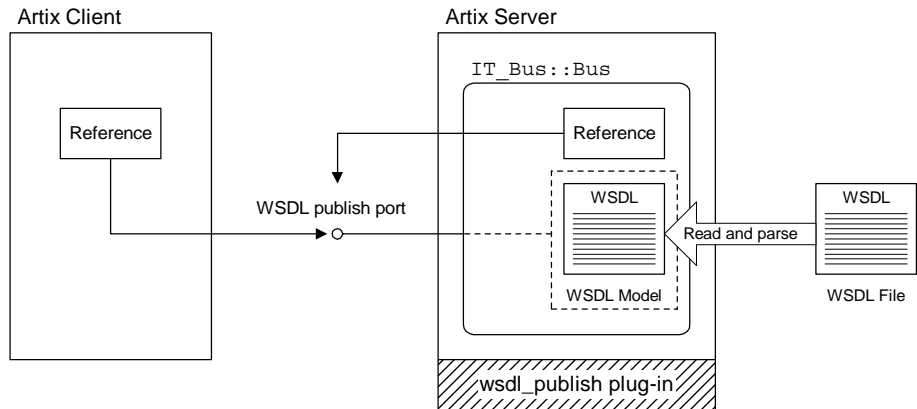 Artix Client
Artix Server
IT_Bus::Bus
Reference
Reference
WSDL publish port
WSDL
WSDL
Read and parse
WSDL Model
WSDL File
wsdl_publish plug-in